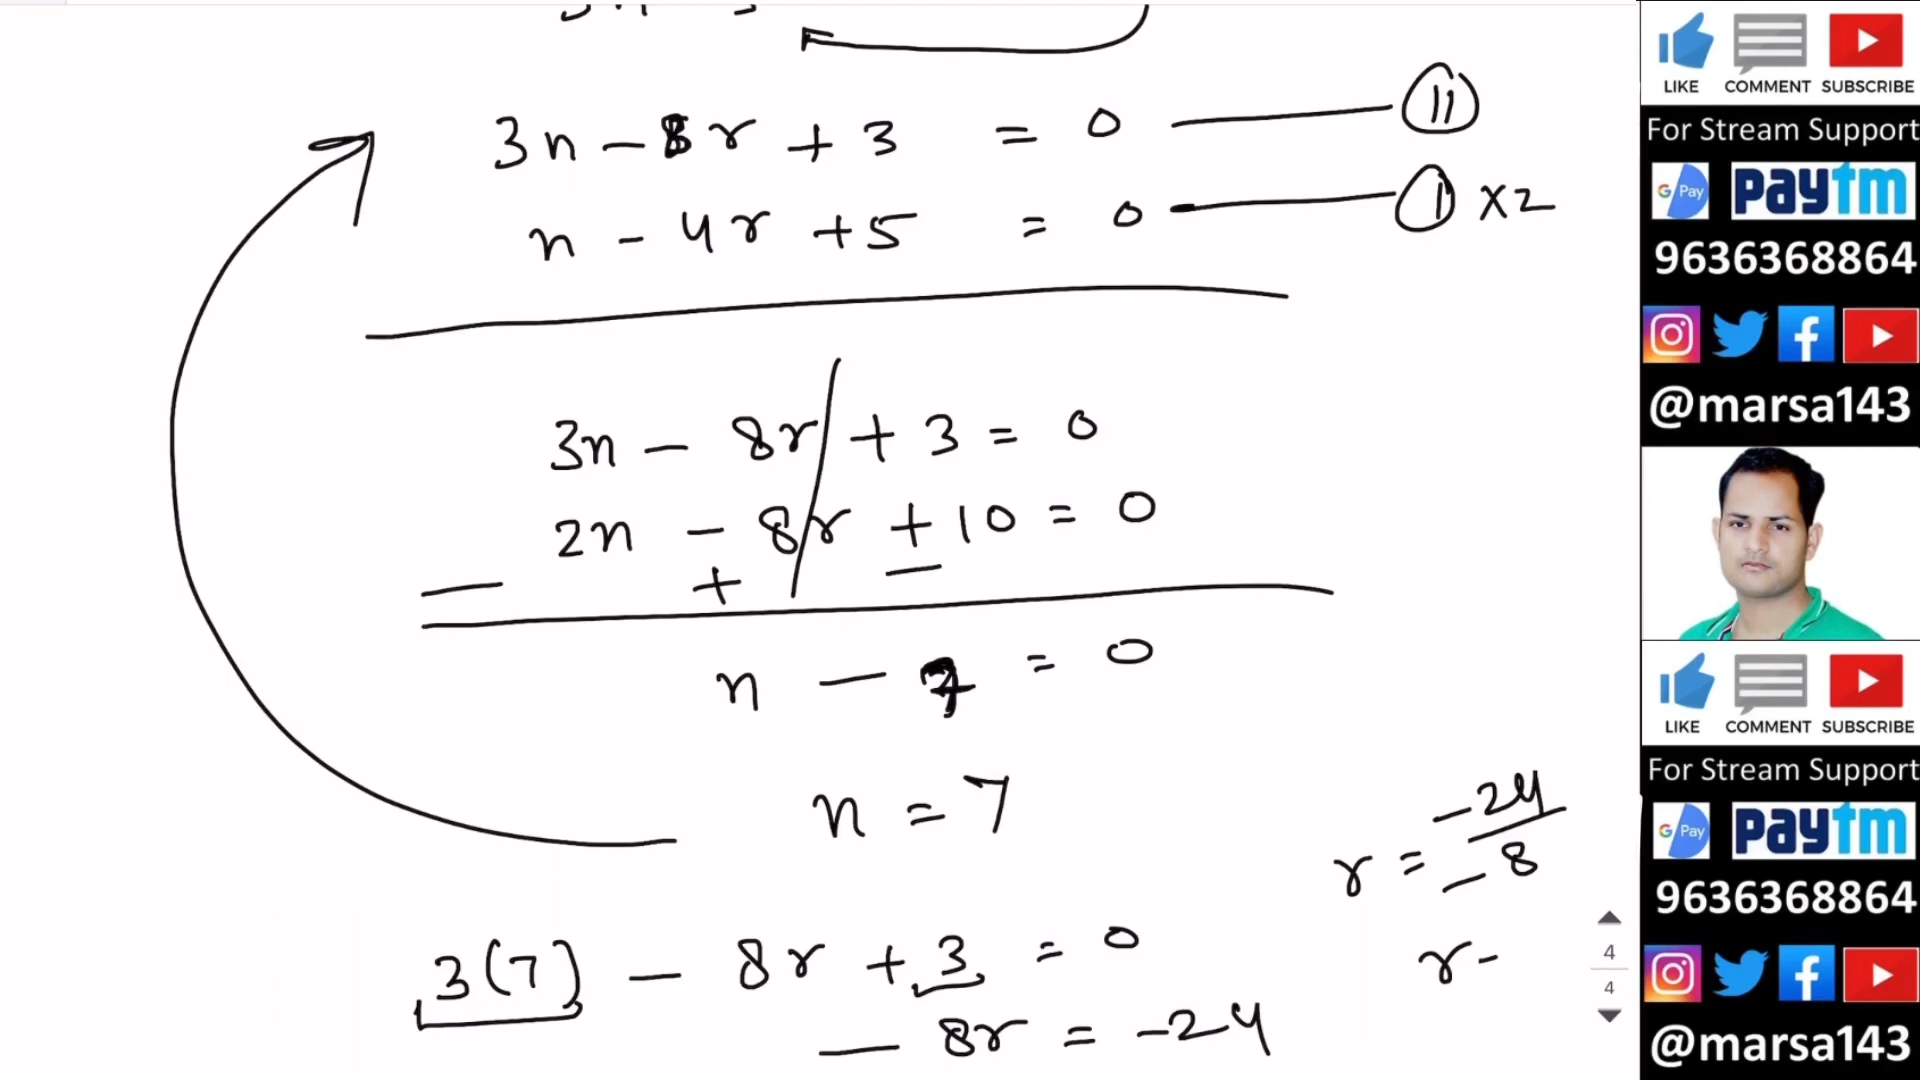 3n - 8r + 3 = 0 — II
n - 4r + 5 = 0 — I × 2
3n - 8r + 3 = 0
2n - 8r + 10 = 0
— + —
n - 7 = 0
n = 7
3(7) - 8r + 3 = 0
- 8r = -24
r = -24/-8
r -
4
4
LIKE COMMENT SUBSCRIBE
For Stream Support
G Pay paytm
9636368864
@marsa143
LIKE COMMENT SUBSCRIBE
For Stream Support
G Pay paytm
9636368864
@marsa143